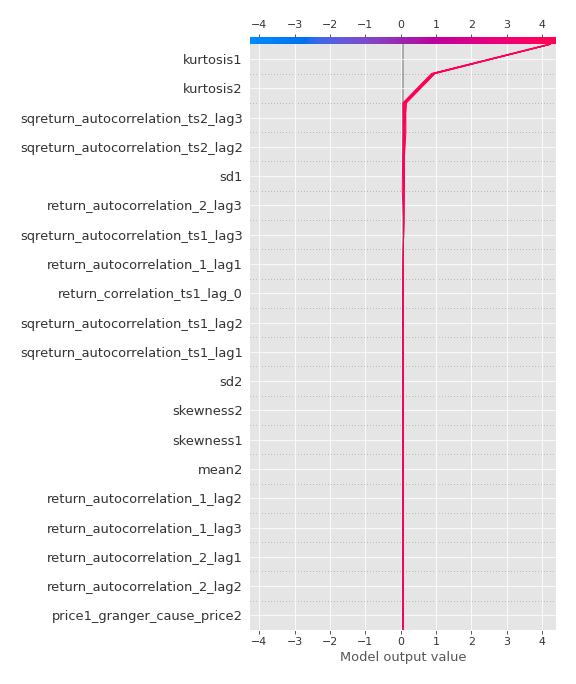 −4 −3 −2 −1 0 1 2 3 4
kurtosis1
kurtosis2
sqreturn_autocorrelation_ts2_lag3
sqreturn_autocorrelation_ts2_lag2
sd1
return_autocorrelation_2_lag3
sqreturn_autocorrelation_ts1_lag3
return_autocorrelation_1_lag1
return_correlation_ts1_lag_0
sqreturn_autocorrelation_ts1_lag2
sqreturn_autocorrelation_ts1_lag1
sd2
skewness2
skewness1
mean2
return_autocorrelation_1_lag2
return_autocorrelation_1_lag3
return_autocorrelation_2_lag1
return_autocorrelation_2_lag2
price1_granger_cause_price2
−4 −3 −2 −1 0 1 2 3 4
Model output value